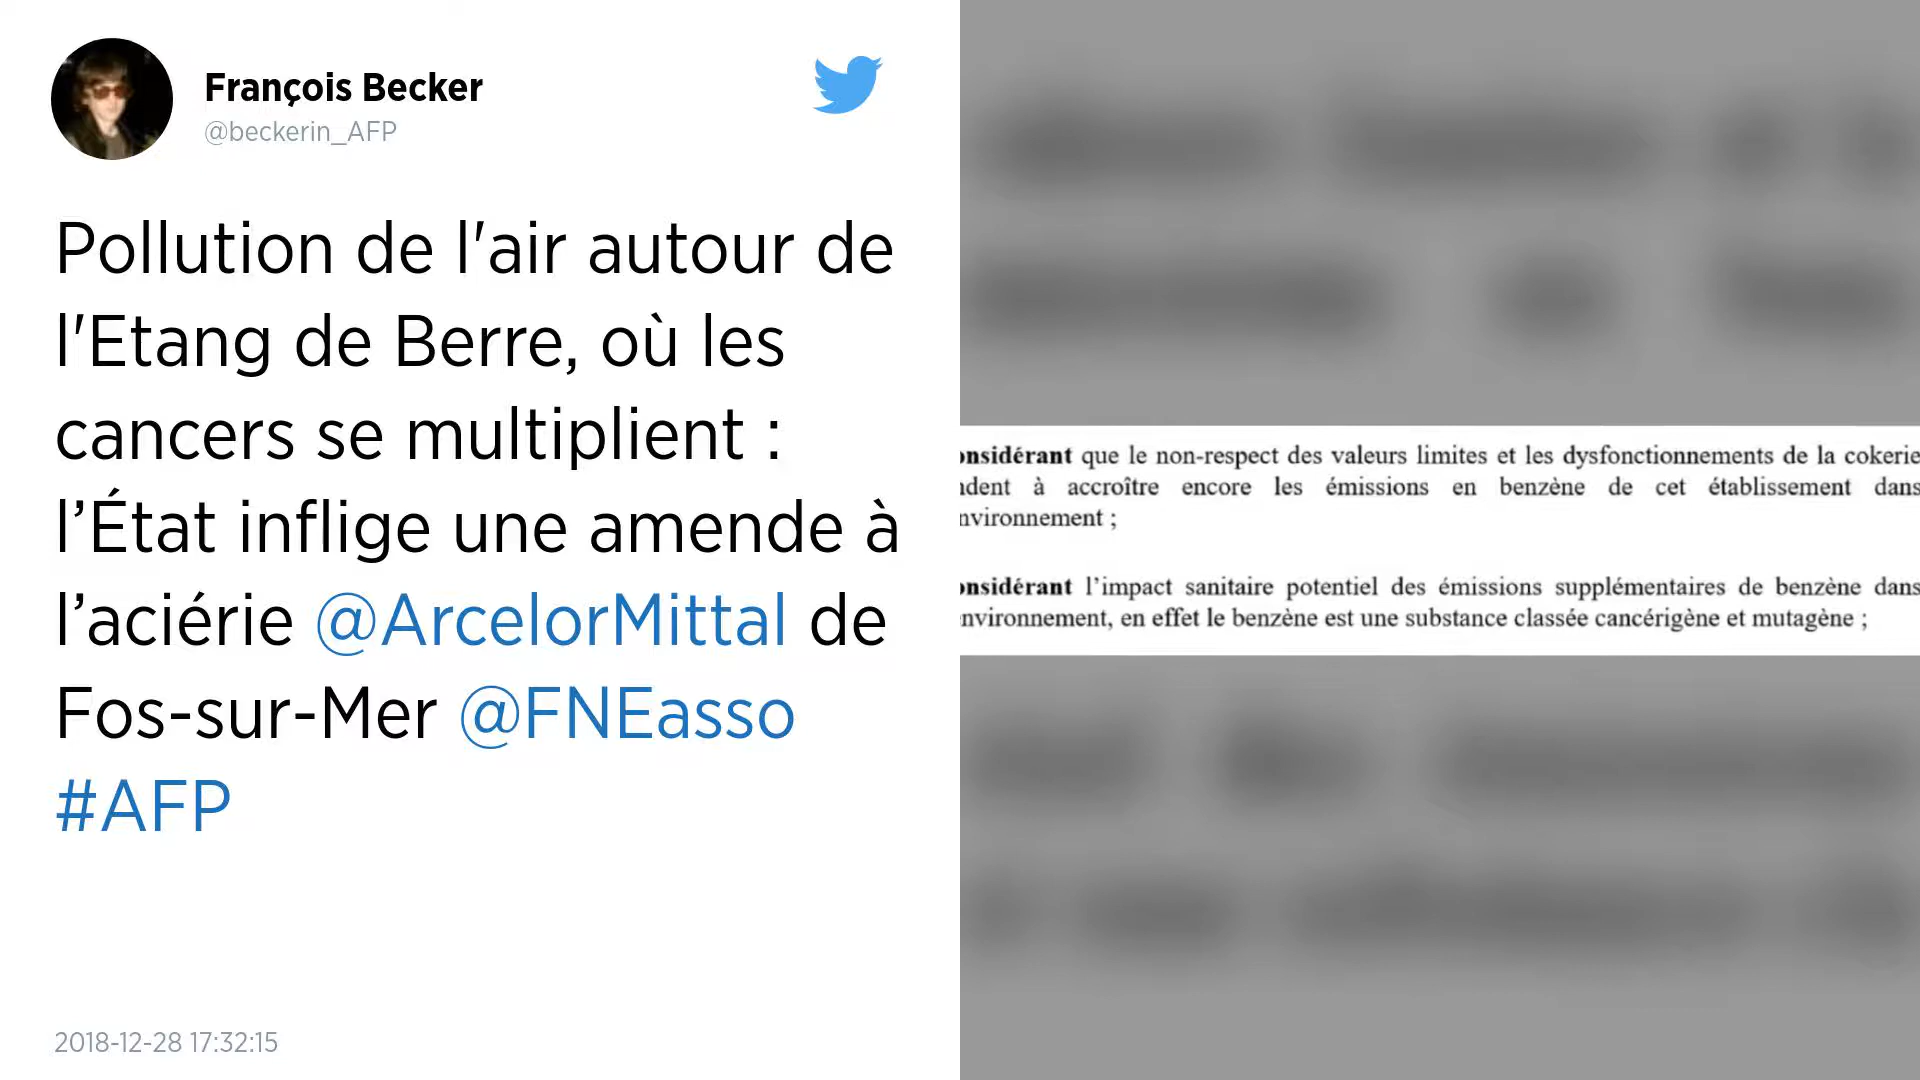 François Becker
@beckerin_AFP
Pollution de l'air autour de
l'Etang de Berre, où les
cancers se multiplient :
l’État inflige une amende à
l’aciérie @ArcelorMittal de
Fos-sur-Mer @FNEasso
#AFP
2018-12-28 17:32:15
onsidérant que le non-respect des valeurs limites et les dysfonctionnements de la cokerie
ndent à accroître encore les émissions en benzène de cet établissement dans
nvironnement ;
onsidérant l’impact sanitaire potentiel des émissions supplémentaires de benzène dans
nvironnement, en effet le benzène est une substance classée cancérigène et mutagène ;